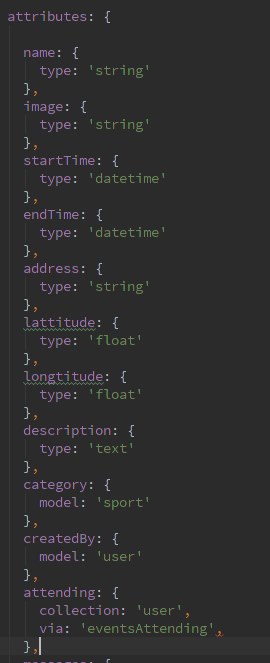 attributes: {
name: {
type: 'string'
},
image: {
type: 'string'
},
startTime: {
type: 'datetime'
},
endTime: {
type: 'datetime'
},
address: {
type: 'string'
},
lattitude: {
type: 'float'
},
longtitude: {
type: 'float'
},
description: {
type: 'text'
},
category: {
model: 'sport'
},
createdBy: {
model: 'user'
},
attending: {
collection: 'user',
via: 'eventsAttending',
},